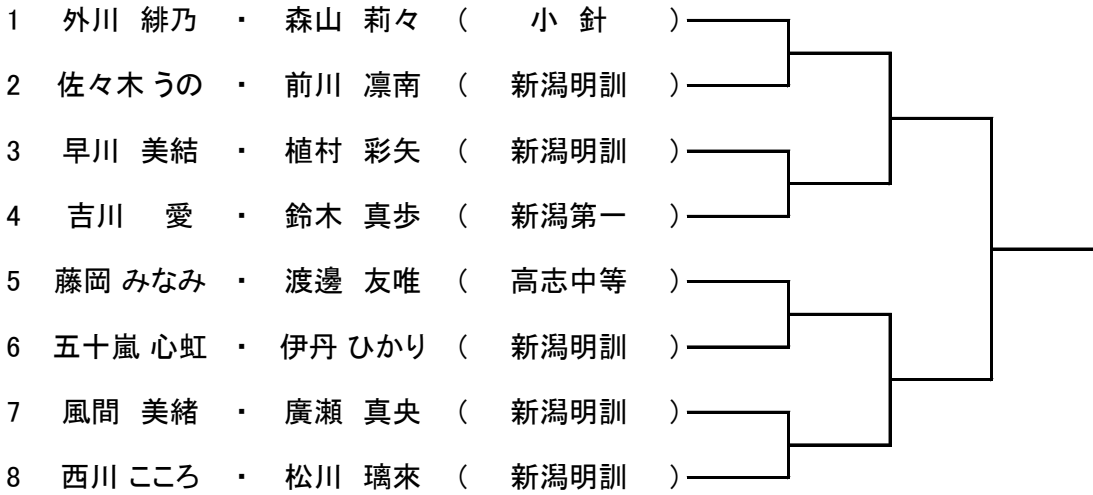 1 外川 緋乃 ・ 森山 莉々 ( 小 針 )
2 佐々木 うの ・ 前川 凛南 ( 新潟明訓 )
3 早川 美結 ・ 植村 彩矢 ( 新潟明訓 )
4 吉川 愛 ・ 鈴木 真歩 ( 新潟第一 )
5 藤岡 みなみ ・ 渡邊 友唯 ( 高志中等 )
6 五十嵐 心虹 ・ 伊丹 ひかり ( 新潟明訓 )
7 風間 美緒 ・ 廣瀬 真央 ( 新潟明訓 )
8 西川 こころ ・ 松川 璃來 ( 新潟明訓 )